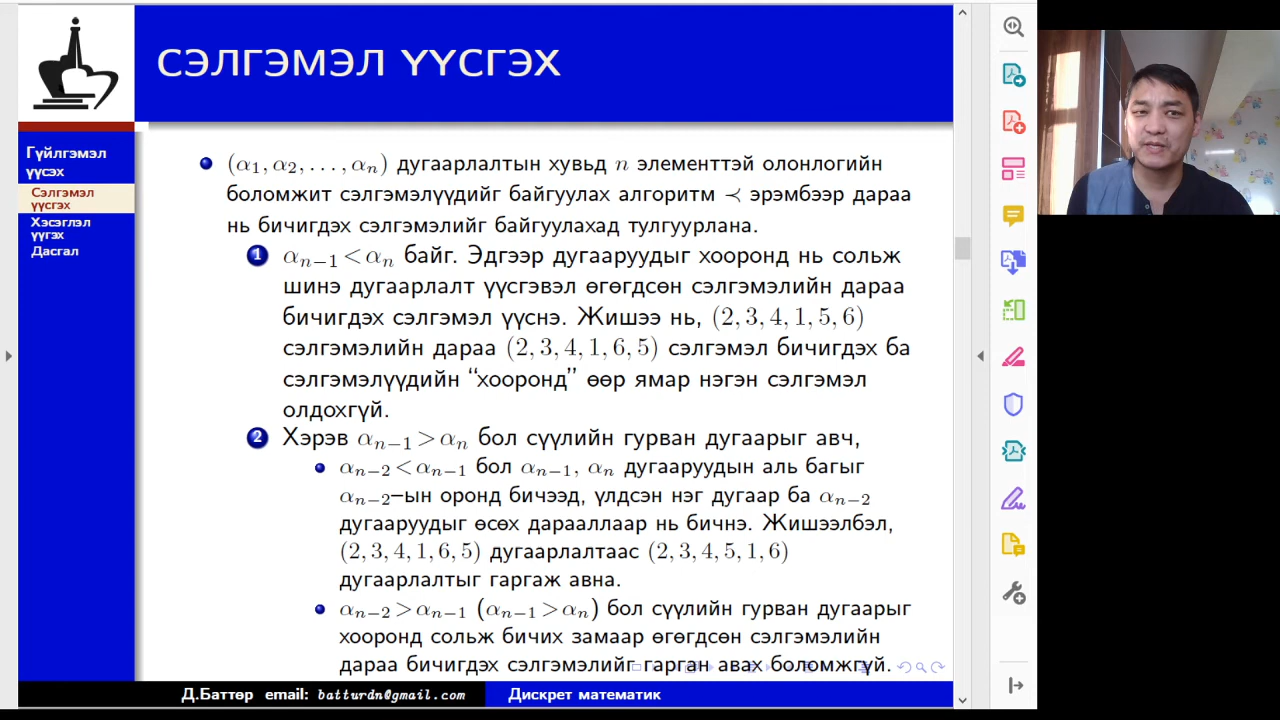 СЭЛГЭМЭЛ ҮҮСГЭХ
Гүйлгэмэл
үүсэх
Сэлгэмэл
үүсгэх
Хэсэглэл
үүгэх
Дасгал
(α₁, α₂, . . . , αₙ) дугаарлалтын хувьд n элементтэй олонлогийн
боломжит сэлгэмэлүүдийг байгуулах алгоритм ≺ эрэмбээр дараа
нь бичигдэх сэлгэмэлийг байгуулахад тулгуурлана.
1 αₙ₋₁ < αₙ байг. Эдгээр дугааруудыг хооронд нь сольж
шинэ дугаарлалт үүсгэвэл өгөгдсөн сэлгэмэлийн дараа
бичигдэх сэлгэмэл үүснэ. Жишээ нь, (2, 3, 4, 1, 5, 6)
сэлгэмэлийн дараа (2, 3, 4, 1, 6, 5) сэлгэмэл бичигдэх ба
сэлгэмэлүүдийн “хооронд” өөр ямар нэгэн сэлгэмэл
олдохгүй.
2 Хэрэв αₙ₋₁ > αₙ бол сүүлийн гурван дугаарыг авч,
αₙ₋₂ < αₙ₋₁ бол αₙ₋₁, αₙ дугааруудын аль багыг
αₙ₋₂–ын оронд бичээд, үлдсэн нэг дугаар ба αₙ₋₂
дугааруудыг өсөх дарааллаар нь бичнэ. Жишээлбэл,
(2, 3, 4, 1, 6, 5) дугаарлалтаас (2, 3, 4, 5, 1, 6)
дугаарлалтыг гаргаж авна.
αₙ₋₂ > αₙ₋₁ (αₙ₋₁ > αₙ) бол сүүлийн гурван дугаарыг
хооронд сольж бичих замаар өгөгдсөн сэлгэмэлийн
дараа бичигдэх сэлгэмэлийг гарган авах боломжгүй.
Д.Баттөр email: batturdn@gmail.com Дискрет математик